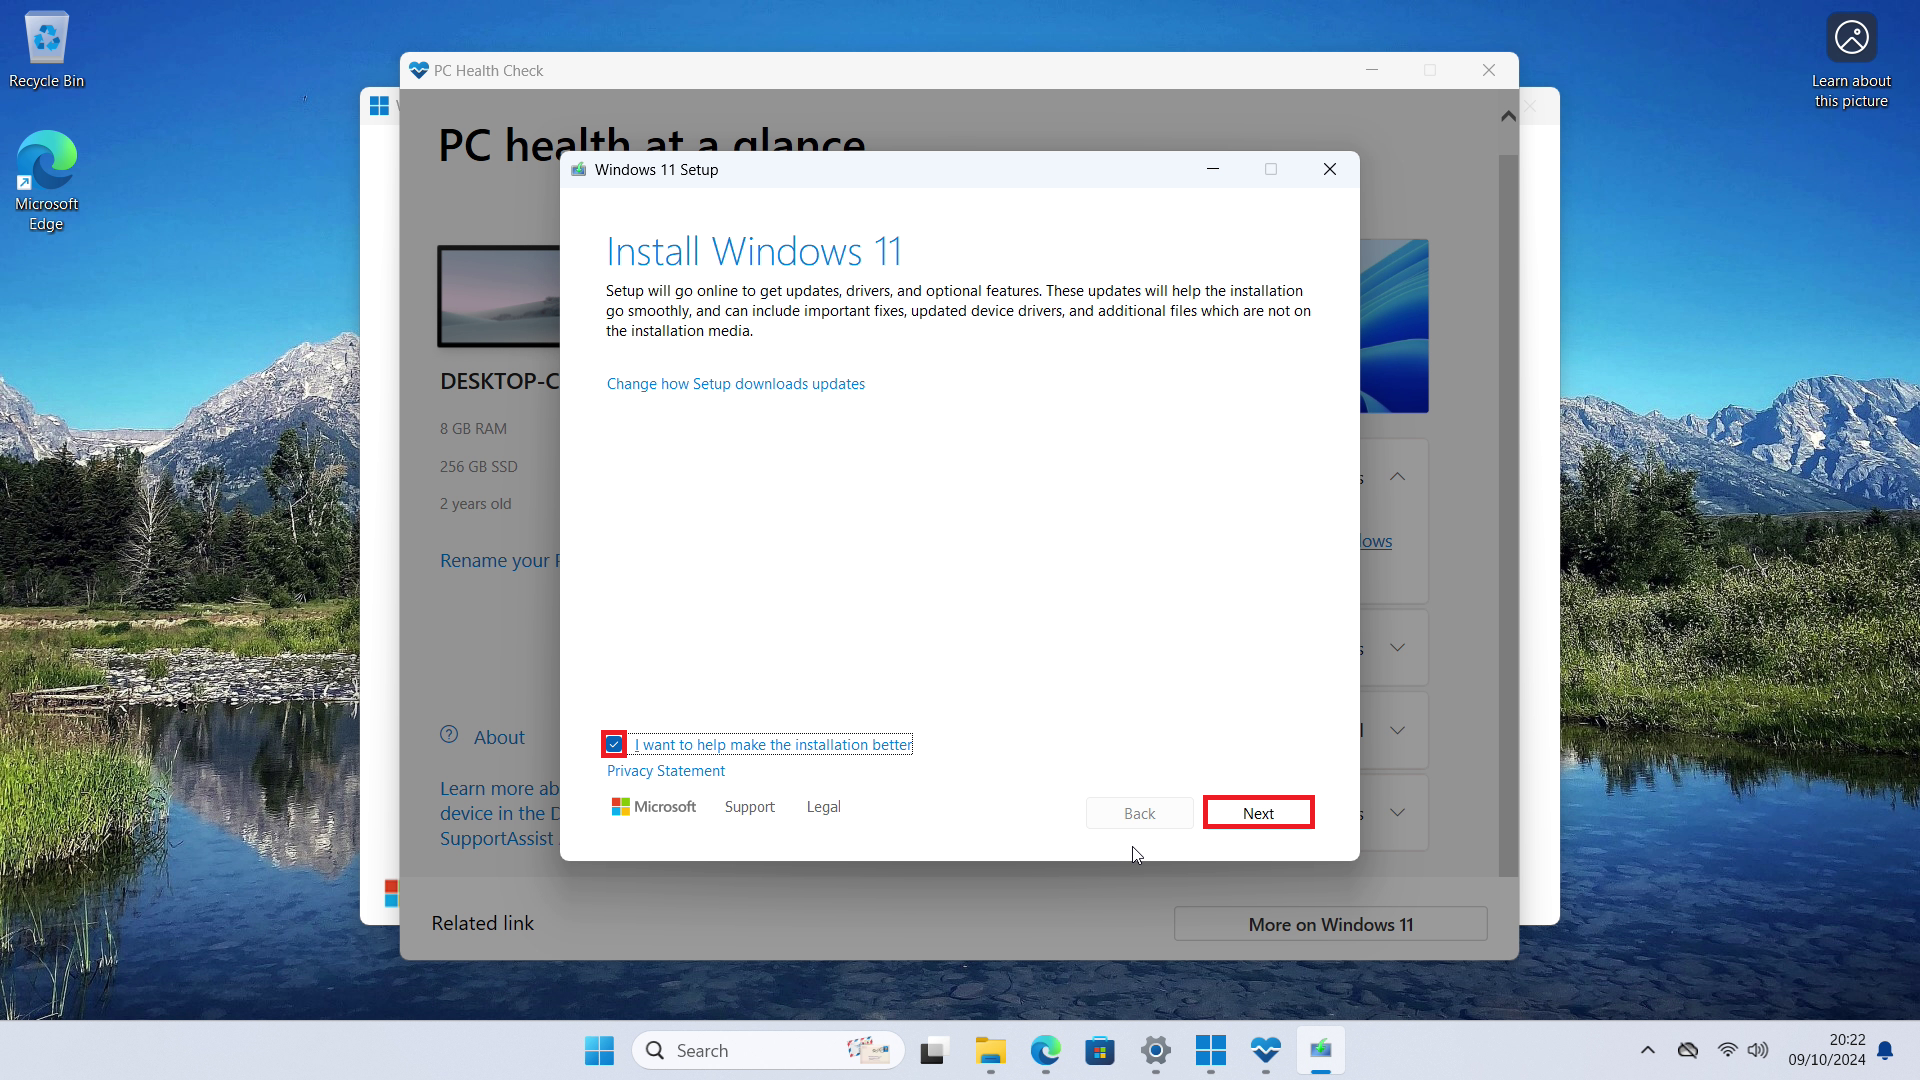 Recycle Bin
Microsoft
Edge
Learn about
this picture
PC Health Check
PC health at a glance
DESKTOP-C
8 GB RAM
256 GB SSD
2 years old
Rename your
About
Learn more ab
device in the D
SupportAssist
ows
Related link
More on Windows 11
Windows 11 Setup
Install Windows 11
Setup will go online to get updates, drivers, and optional features. These updates will help the installation
go smoothly, and can include important fixes, updated device drivers, and additional files which are not on
the installation media.
Change how Setup downloads updates
I want to help make the installation better
Privacy Statement
Microsoft Support Legal
Back Next
Search
20:22
09/10/2024